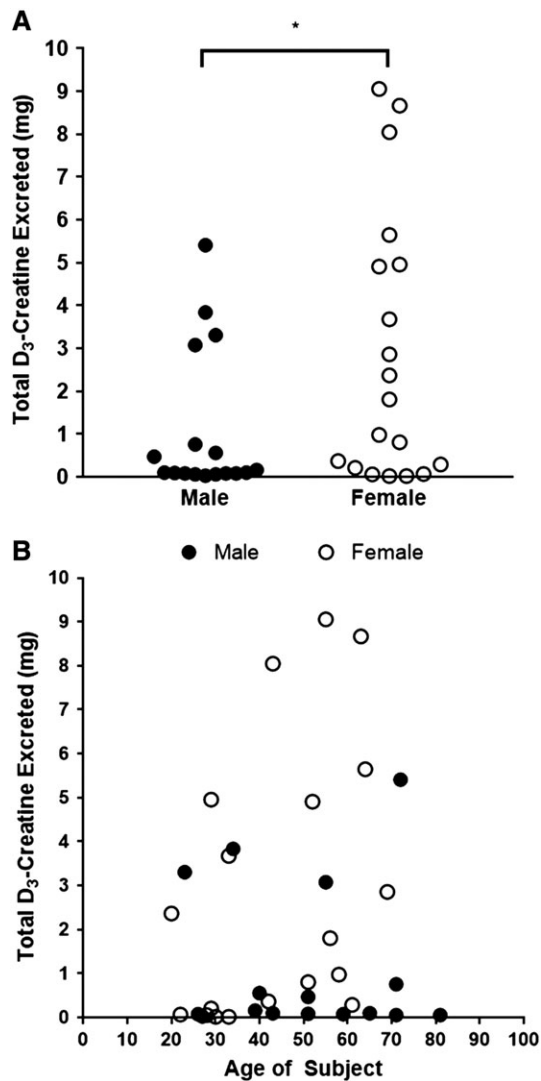 A
*
Total D₃-Creatine Excreted (mg)
10
9
8
7
6
5
4
3
2
1
0
Male Female
B
Male Female
Total D₃-Creatine Excreted (mg)
10
9
8
7
6
5
4
3
2
1
0
0 10 20 30 40 50 60 70 80 90 100
Age of Subject